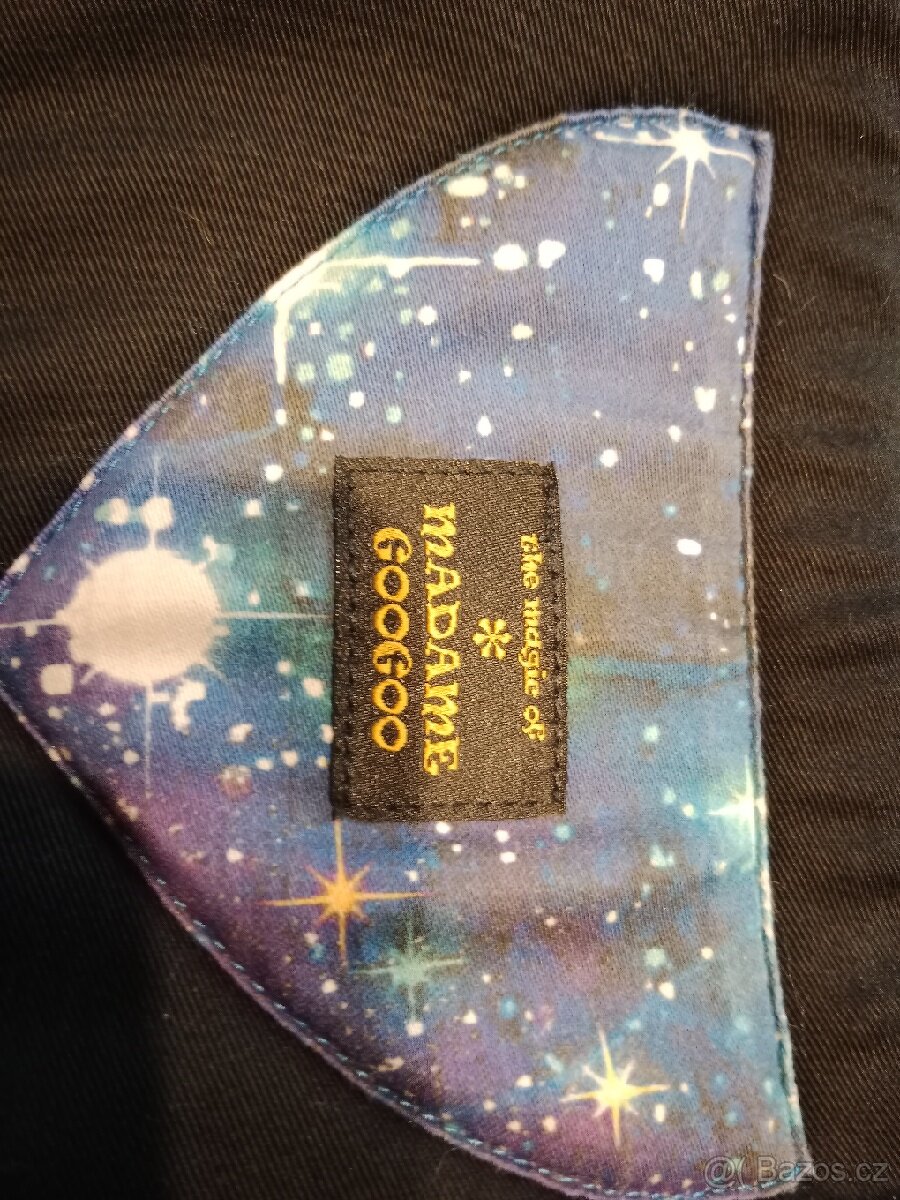 the magic of
*
MADAME
GOOGOO
@ Bazos.cz